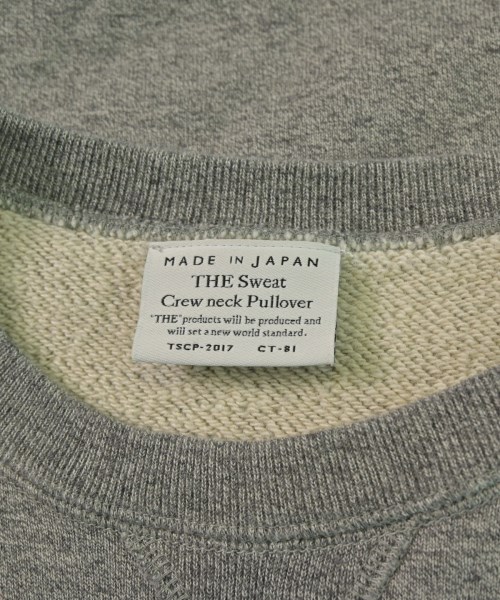 MADE IN JAPAN
THE Sweat
Crew neck Pullover
"THE" products will be produced and
will set a new world standard.
TSCP-2017 CT-81